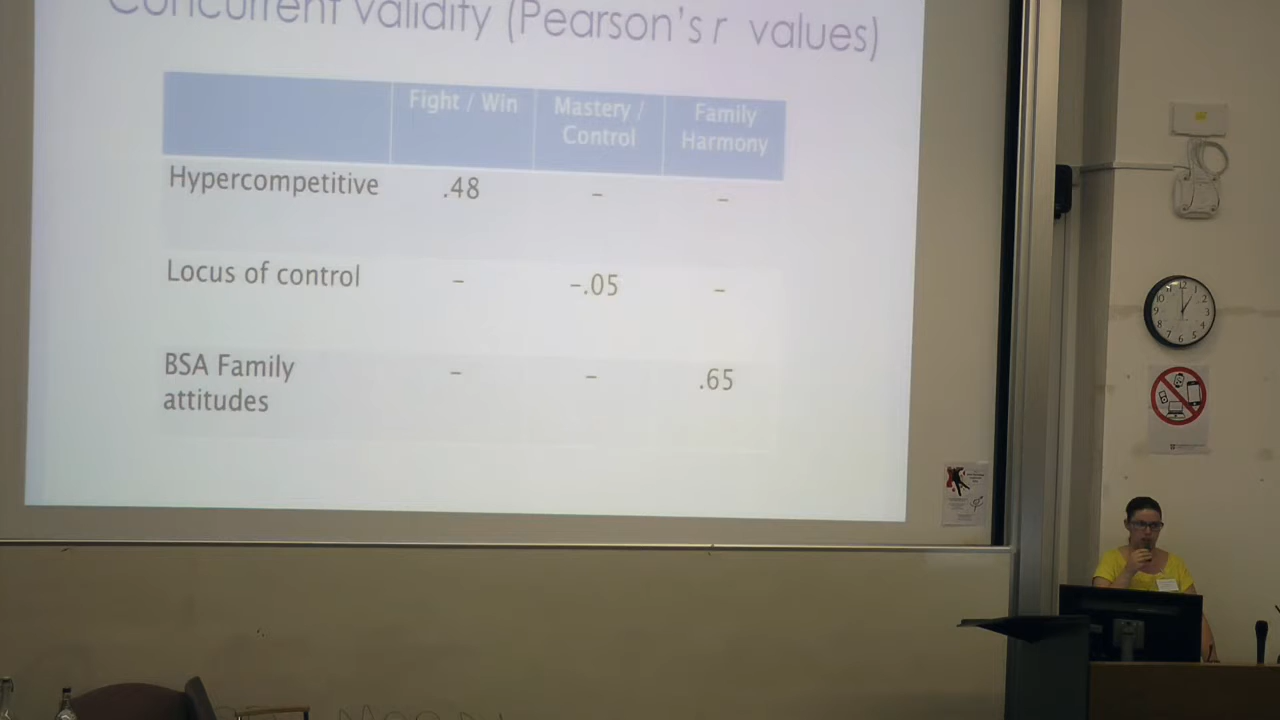 Concurrent validity (Pearson's r values)
Fight / Win
Mastery /
Control
Family
Harmony
Hypercompetitive .48 – –
Locus of control – –.05 –
BSA Family
attitudes – – .65